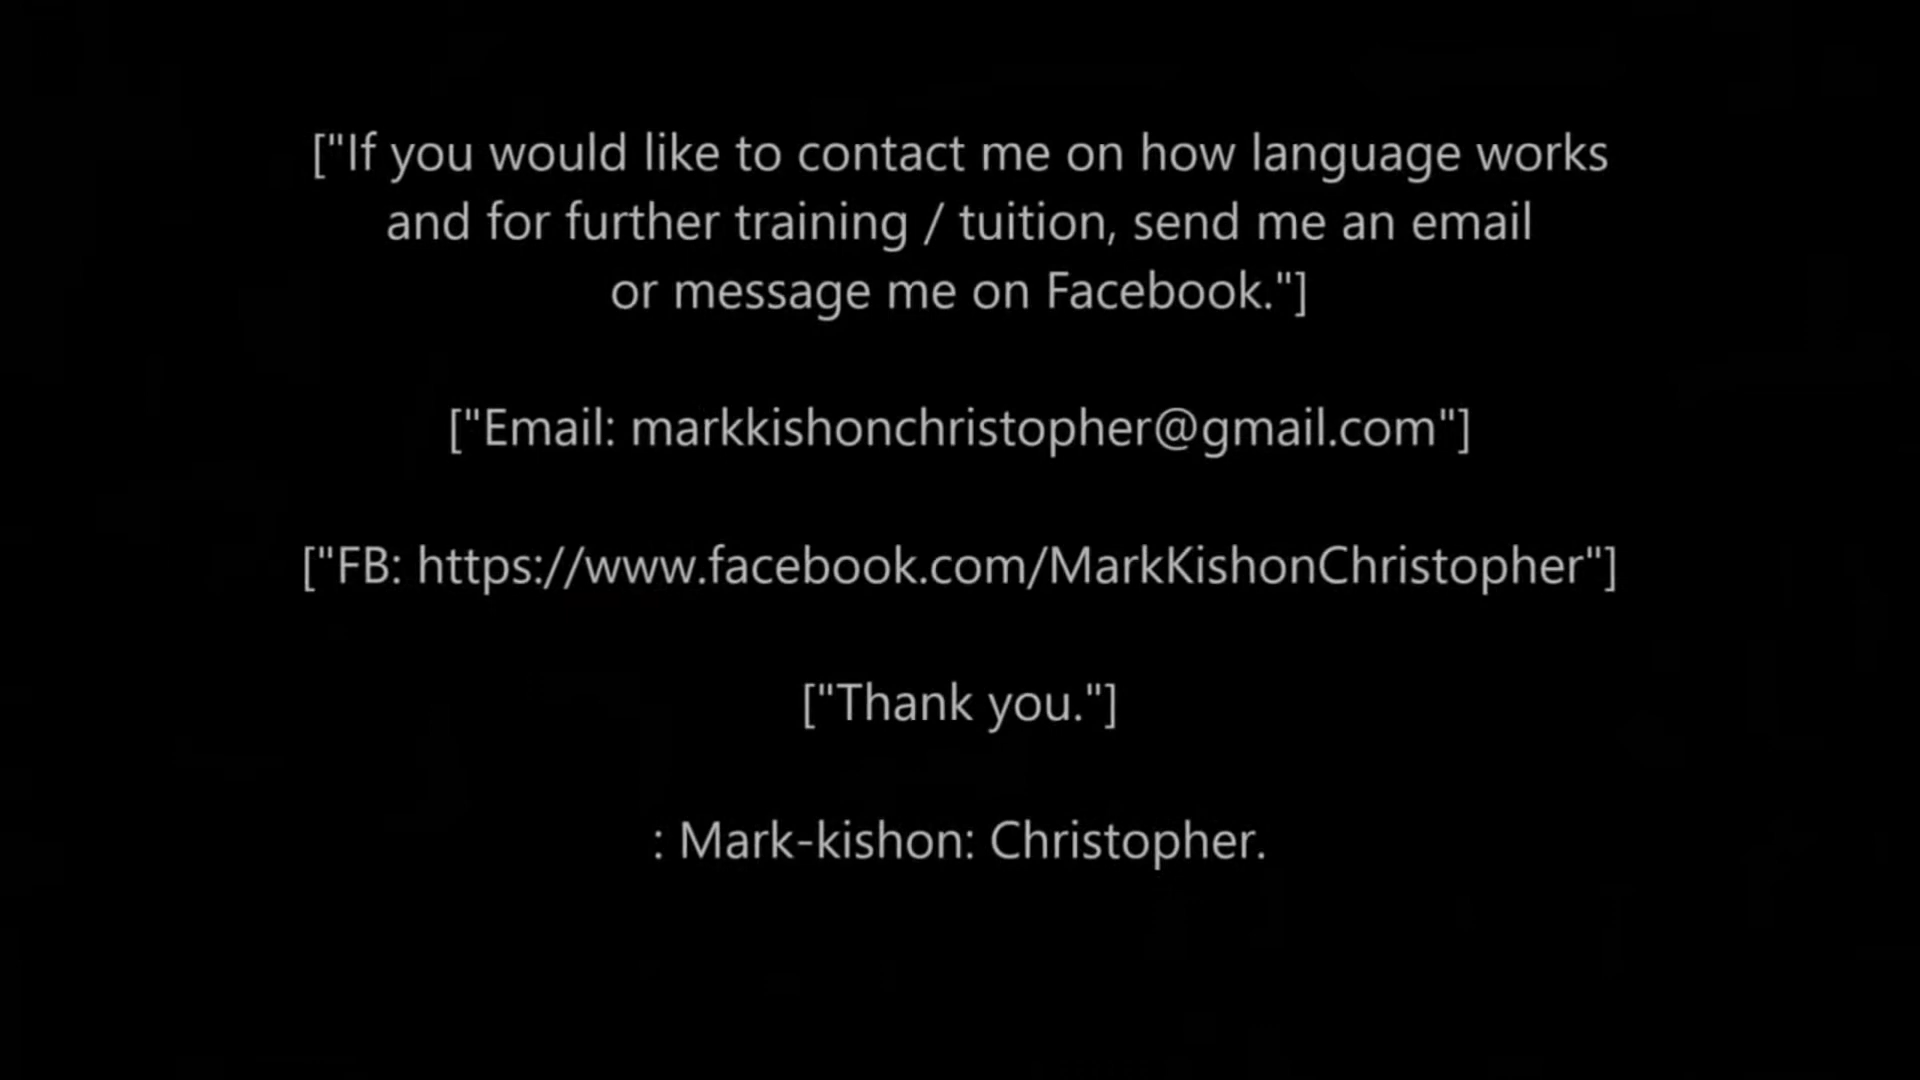 ["If you would like to contact me on how language works
and for further training / tuition, send me an email
or message me on Facebook."]
["Email: markkishonchristopher@gmail.com"]
["FB: https://www.facebook.com/MarkKishonChristopher"]
["Thank you."]
: Mark-kishon: Christopher.